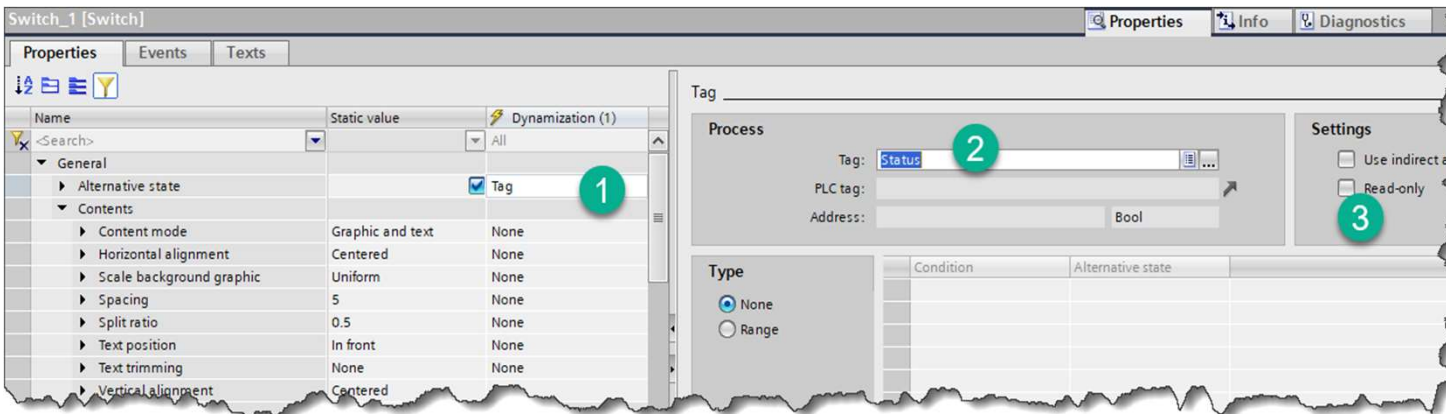 Switch_1 [Switch]
Properties
Info
Diagnostics
Properties Events Texts
Name Static value Dynamization (1)
<Search> All
General
Alternative state Tag 1
Contents
Content mode Graphic and text None
Horizontal alignment Centered None
Scale background graphic Uniform None
Spacing 5 None
Split ratio 0.5 None
Text position In front None
Text trimming None None
Vertical alignment Centered
Tag
Process
Tag: Status 2
PLC tag:
Address: Bool
Settings
Use indirect a
Read-only
3
Type
None
Range
Condition Alternative state